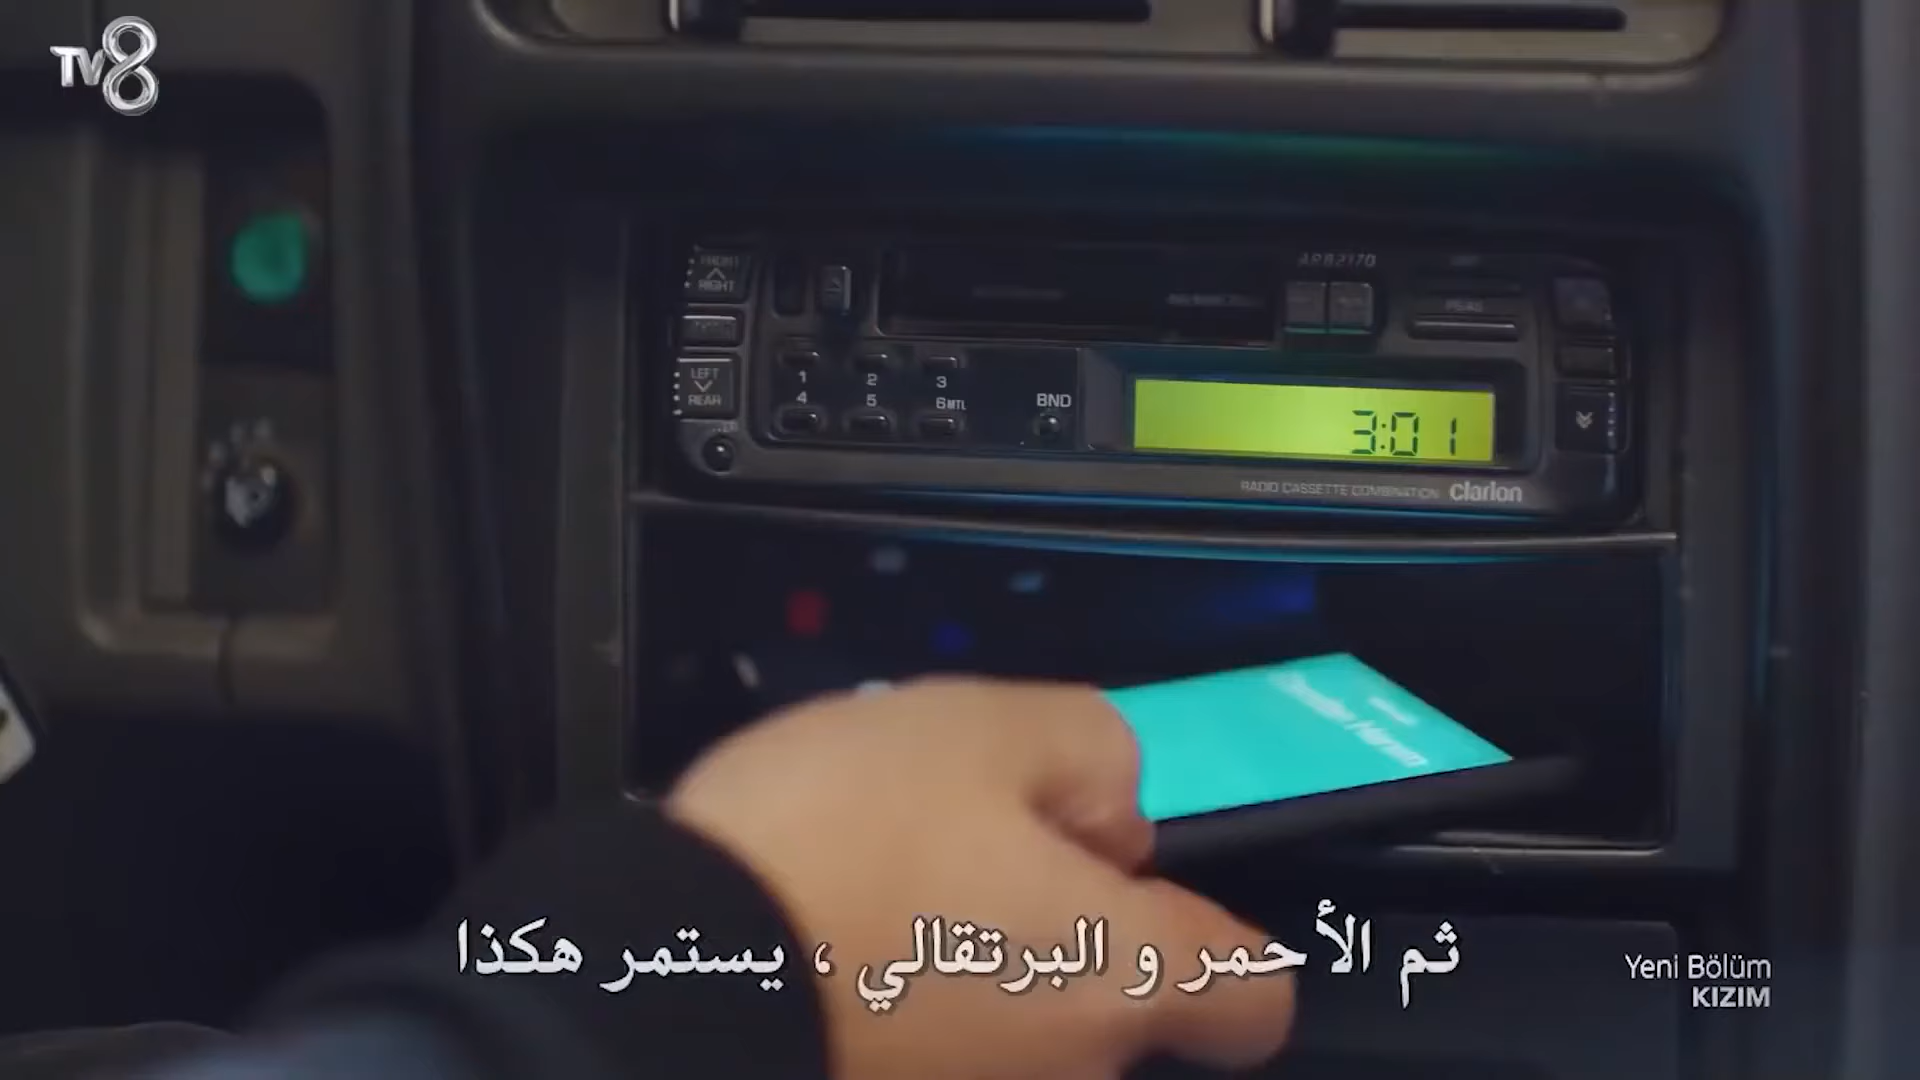 TV8
FRONT
RIGHT
LEFT
REAR
ARB2170
1 2 3
4 5 6MTL
BND
3:01
RADIO CASSETTE COMBINATION clarion
ثم الأحمر و البرتقالي ، يستمر هكذا
Yeni Bölüm
KIZIM